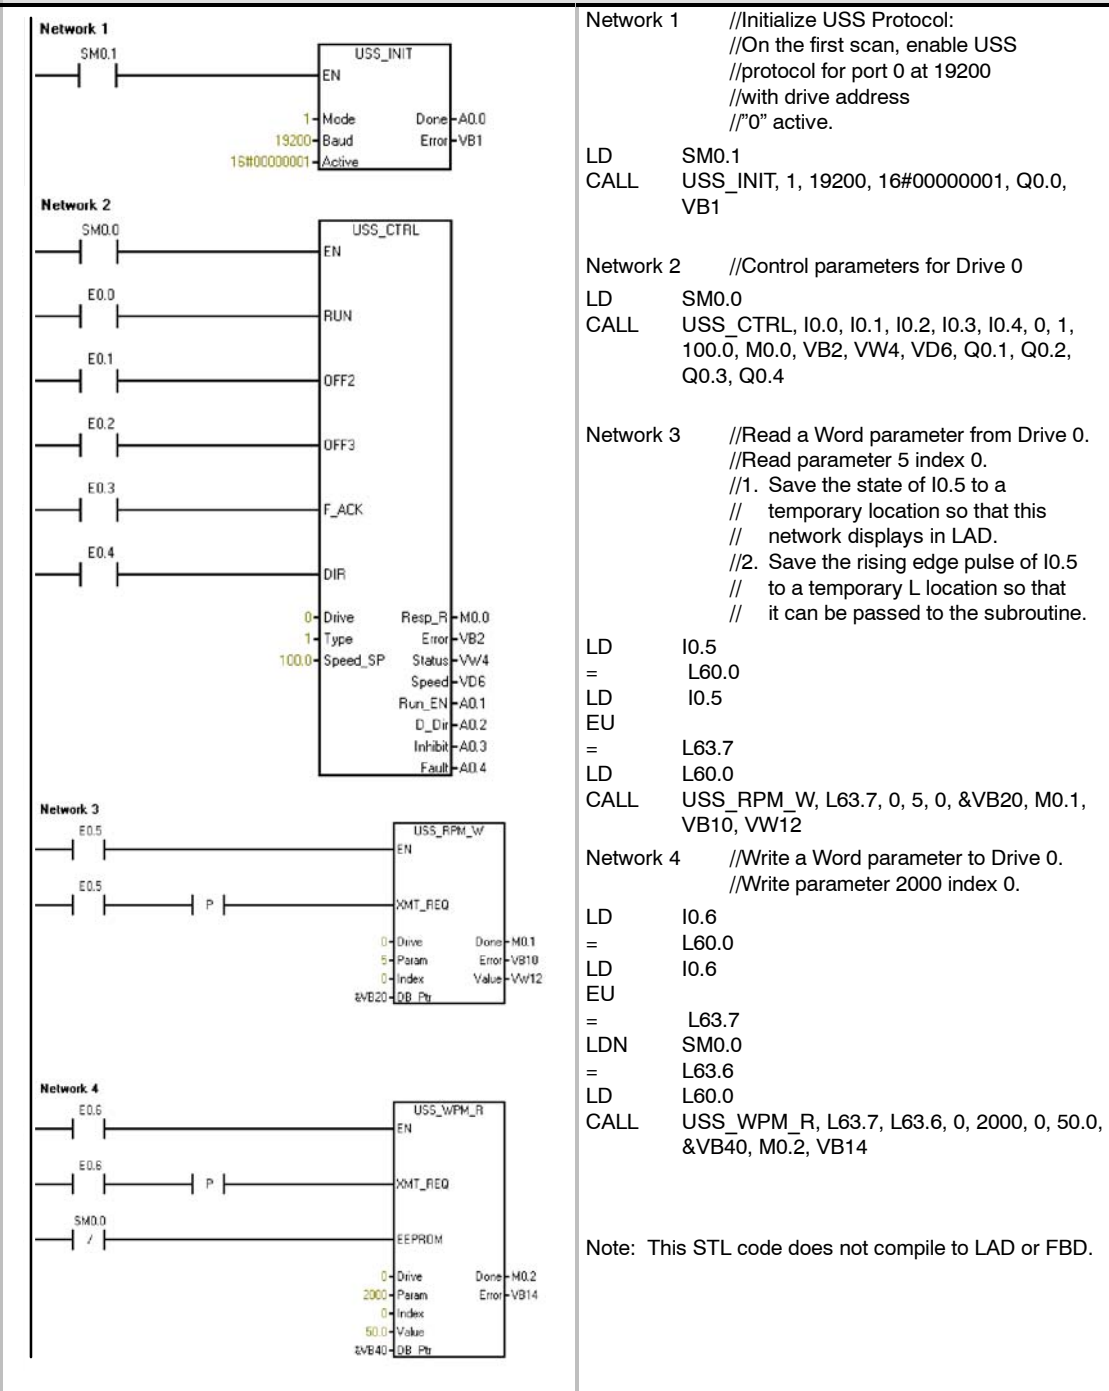 Network 1
SM0.1
USS_INIT
EN
1 Mode Done A0.0
19200 Baud Error VB1
16#00000001 Active
Network 2
SM0.0
USS_CTRL
EN
E0.0
RUN
E0.1
OFF2
E0.2
OFF3
E0.3
F_ACK
E0.4
DIR
0 Drive Resp_R M0.0
1 Type Error VB2
100.0 Speed_SP Status VW4
Speed VD6
Run_EN A0.1
D_Dir A0.2
Inhibit A0.3
Fault A0.4
Network 3
E0.5
USS_RPM_W
EN
E0.5
P
XMT_REQ
0 Drive Done M0.1
5 Param Error VB10
0 Index Value VW12
&VB20 DB_Ptr
Network 4
E0.6
USS_WPM_R
EN
E0.6
P
XMT_REQ
SM0.0
/
EEPROM
0 Drive Done M0.2
2000 Param Error VB14
0 Index
50.0 Value
&VB40 DB_Ptr
Network 1 //Initialize USS Protocol:
//On the first scan, enable USS
//protocol for port 0 at 19200
//with drive address
//”0” active.
LD SM0.1
CALL USS_INIT, 1, 19200, 16#00000001, Q0.0,
VB1
Network 2 //Control parameters for Drive 0
LD SM0.0
CALL USS_CTRL, I0.0, I0.1, I0.2, I0.3, I0.4, 0, 1,
100.0, M0.0, VB2, VW4, VD6, Q0.1, Q0.2,
Q0.3, Q0.4
Network 3 //Read a Word parameter from Drive 0.
//Read parameter 5 index 0.
//1. Save the state of I0.5 to a
// temporary location so that this
// network displays in LAD.
//2. Save the rising edge pulse of I0.5
// to a temporary L location so that
// it can be passed to the subroutine.
LD I0.5
= L60.0
LD I0.5
EU
= L63.7
LD L60.0
CALL USS_RPM_W, L63.7, 0, 5, 0, &VB20, M0.1,
VB10, VW12
Network 4 //Write a Word parameter to Drive 0.
//Write parameter 2000 index 0.
LD I0.6
= L60.0
LD I0.6
EU
= L63.7
LDN SM0.0
= L63.6
LD L60.0
CALL USS_WPM_R, L63.7, L63.6, 0, 2000, 0, 50.0,
&VB40, M0.2, VB14
Note: This STL code does not compile to LAD or FBD.